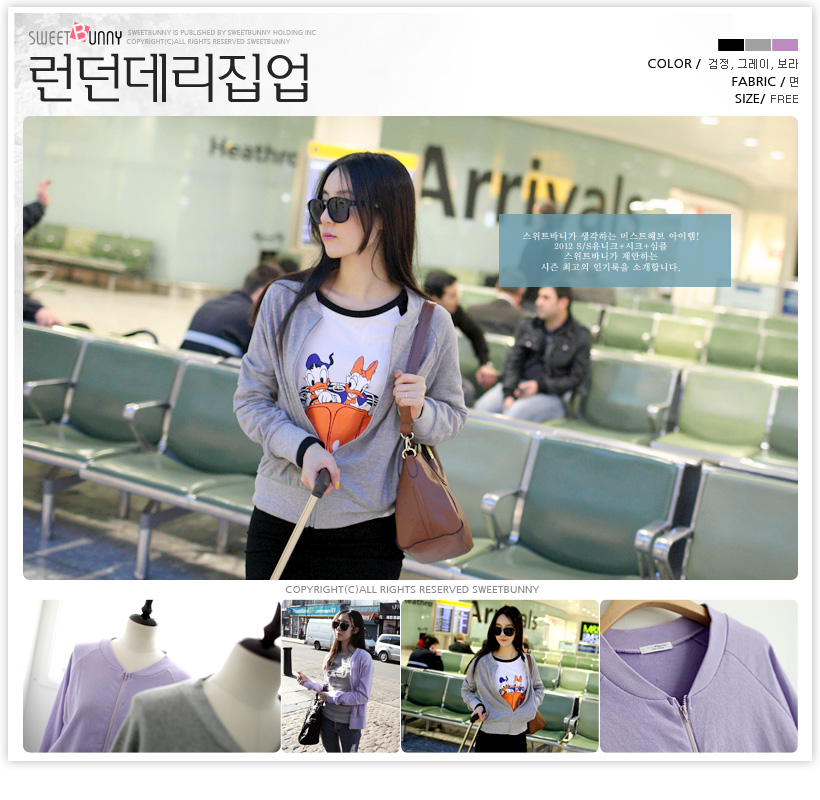 SWEETBUNNY
SWEETBUNNY IS PUBLISHED BY SWEETBUNNY HOLDING INC
COPYRIGHT(C)ALL RIGHTS RESERVED SWEETBUNNY
런던데리집업
COLOR / 검정, 그레이, 보라
FABRIC / 면
SIZE/ FREE
Heathro
Arrivals
스위트바니가 생각하는 머스트해브 아이템!
2012 S/S유니크+시크+심플
스위트바니가 제안하는
시즌 최고의 인기룩을 소개합니다.
COPYRIGHT(C)ALL RIGHTS RESERVED SWEETBUNNY
Heathro
Arrivals